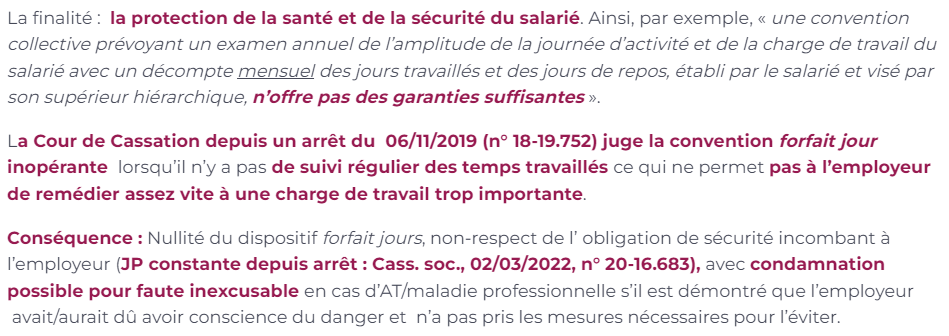 La finalité : la protection de la santé et de la sécurité du salarié. Ainsi, par exemple, « une convention
collective prévoyant un examen annuel de l'amplitude de la journée d'activité et de la charge de travail du
salarié avec un décompte mensuel des jours travaillés et des jours de repos, établi par le salarié et visé par
son supérieur hiérarchique, n'offre pas des garanties suffisantes ».
La Cour de Cassation depuis un arrêt du 06/11/2019 (n° 18-19.752) juge la convention forfait jour
inopérante lorsqu'il n'y a pas de suivi régulier des temps travaillés ce qui ne permet pas à l'employeur
de remédier assez vite à une charge de travail trop importante.
Conséquence : Nullité du dispositif forfait jours, non-respect de l' obligation de sécurité incombant à
l'employeur (JP constante depuis arrêt : Cass. soc., 02/03/2022, n° 20-16.683), avec condamnation
possible pour faute inexcusable en cas d'AT/maladie professionnelle s'il est démontré que l'employeur
avait/aurait dû avoir conscience du danger et n'a pas pris les mesures nécessaires pour l'éviter.